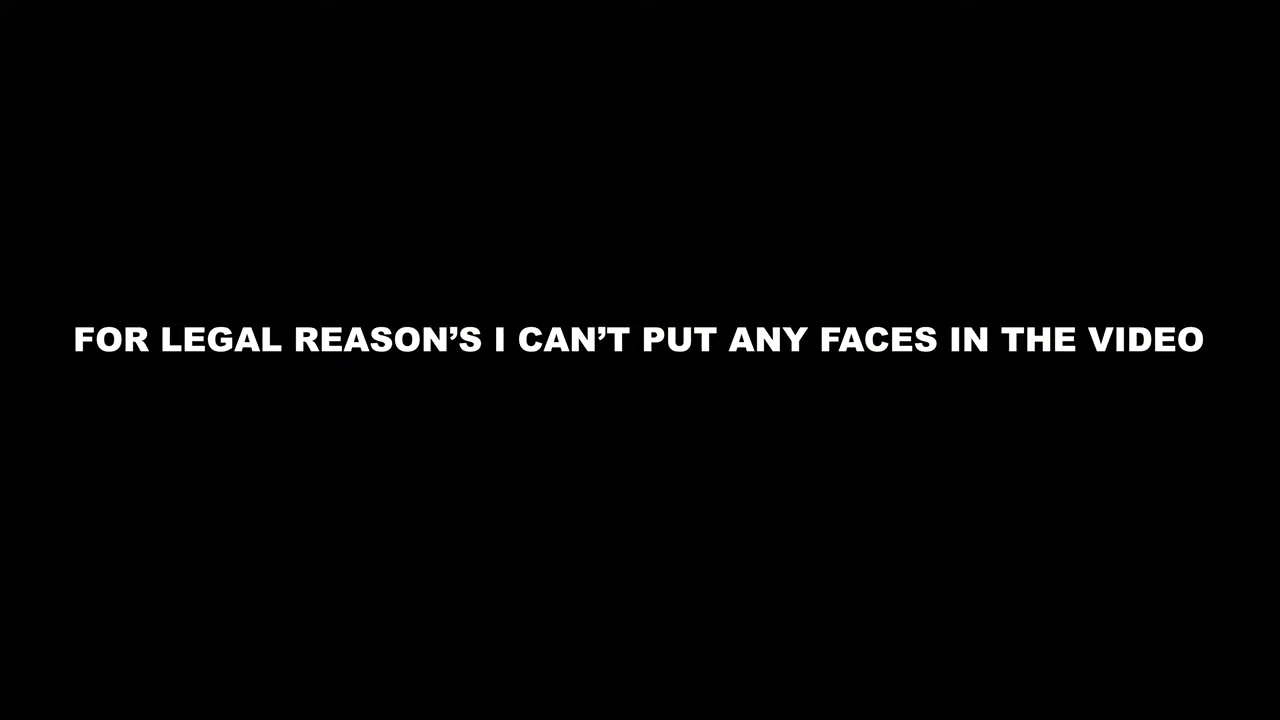 FOR LEGAL REASON’S I CAN’T PUT ANY FACES IN THE VIDEO